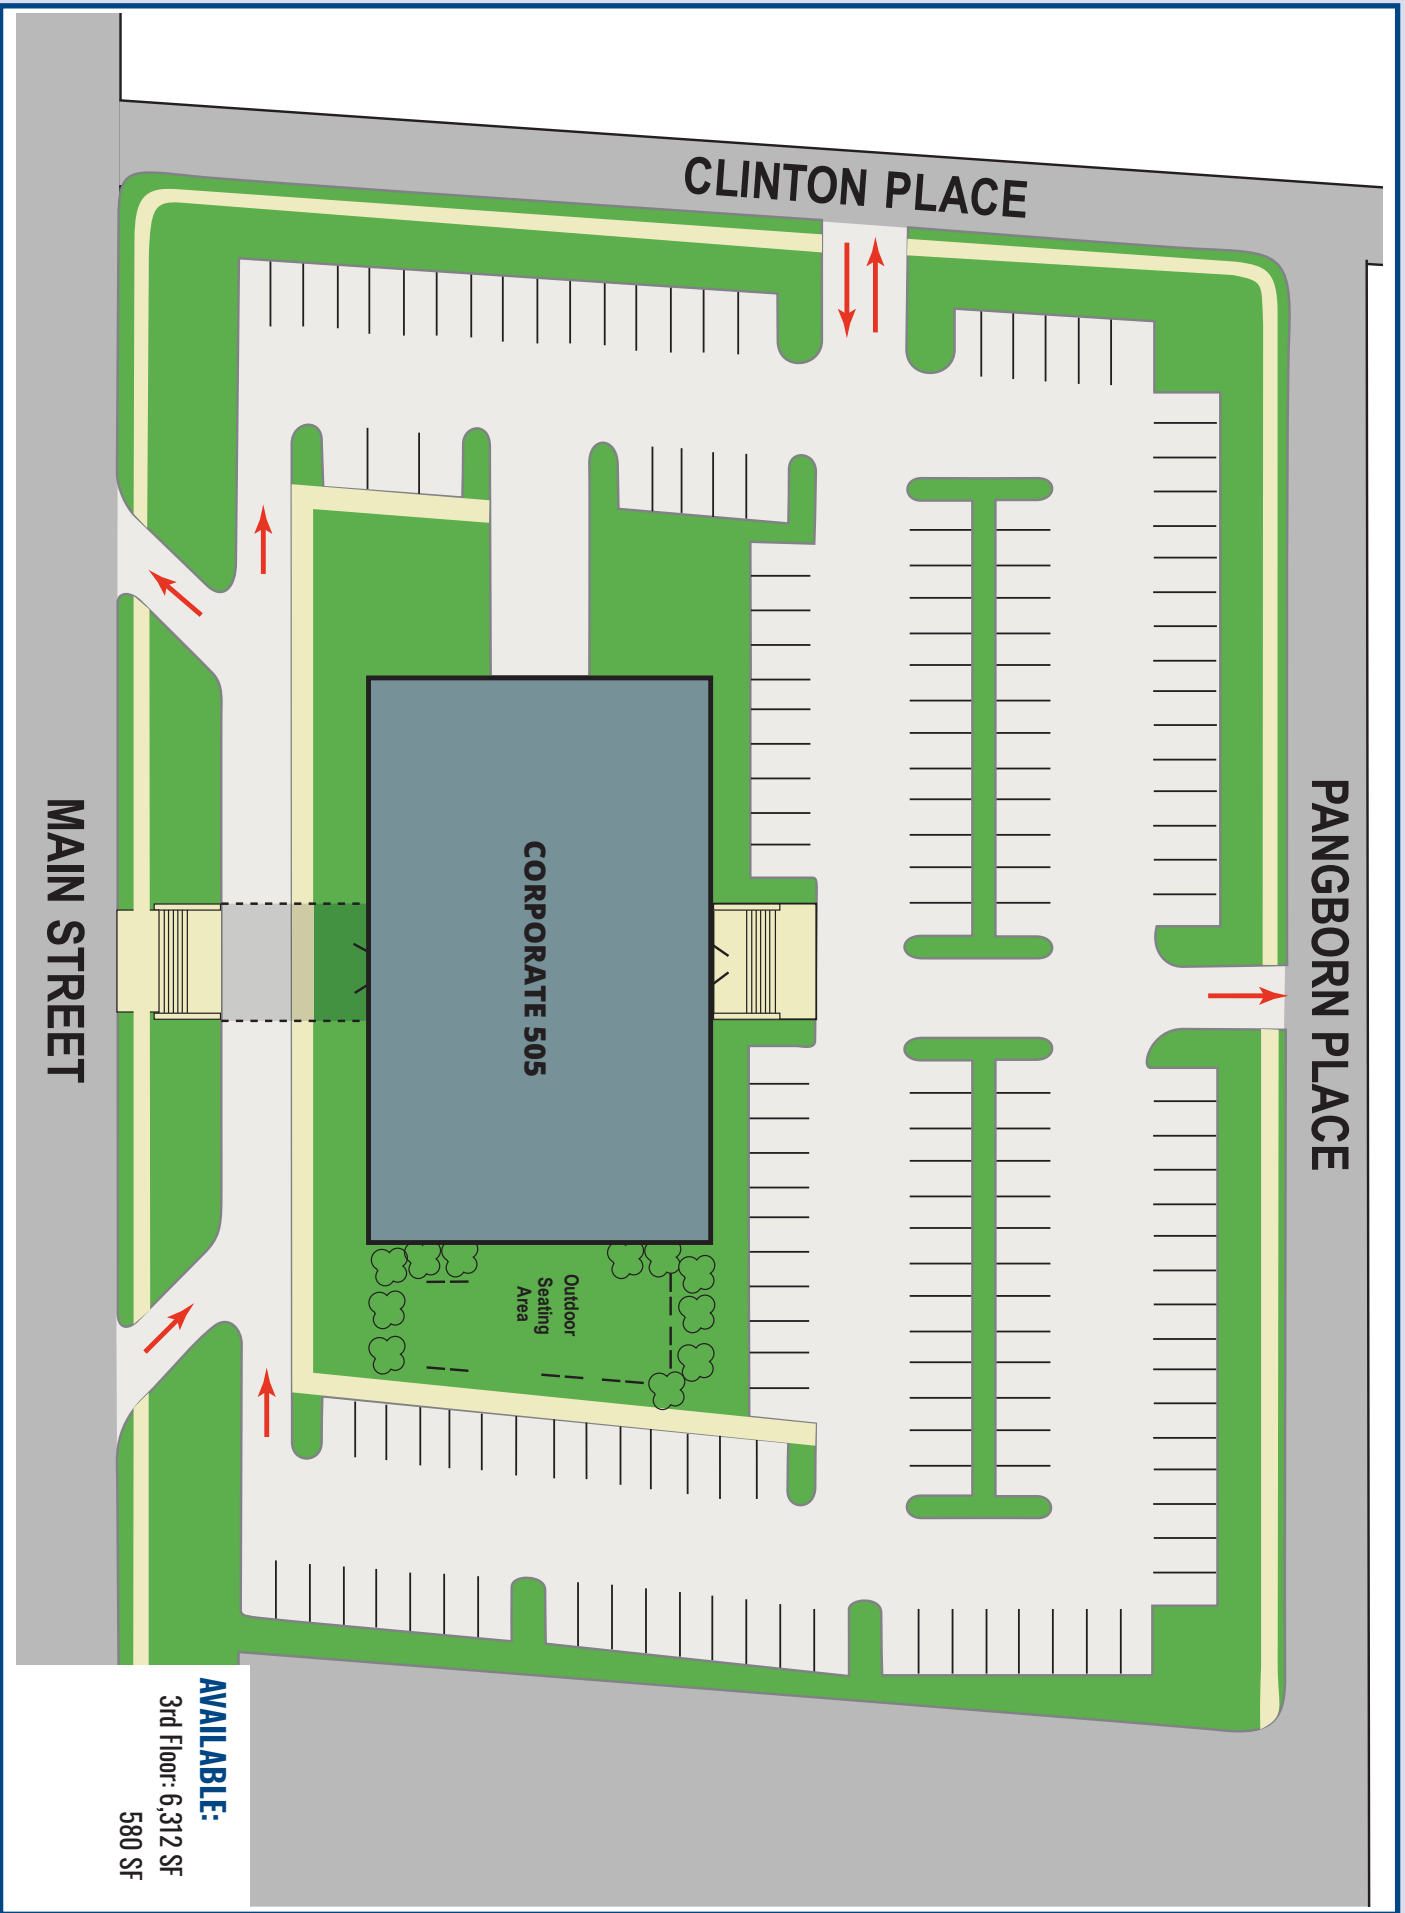 CLINTON PLACE
PANGBORN PLACE
CORPORATE 505
MAIN STREET
Outdoor
Seating
Area
AVAILABLE:
3rd Floor: 6,312 SF
580 SF